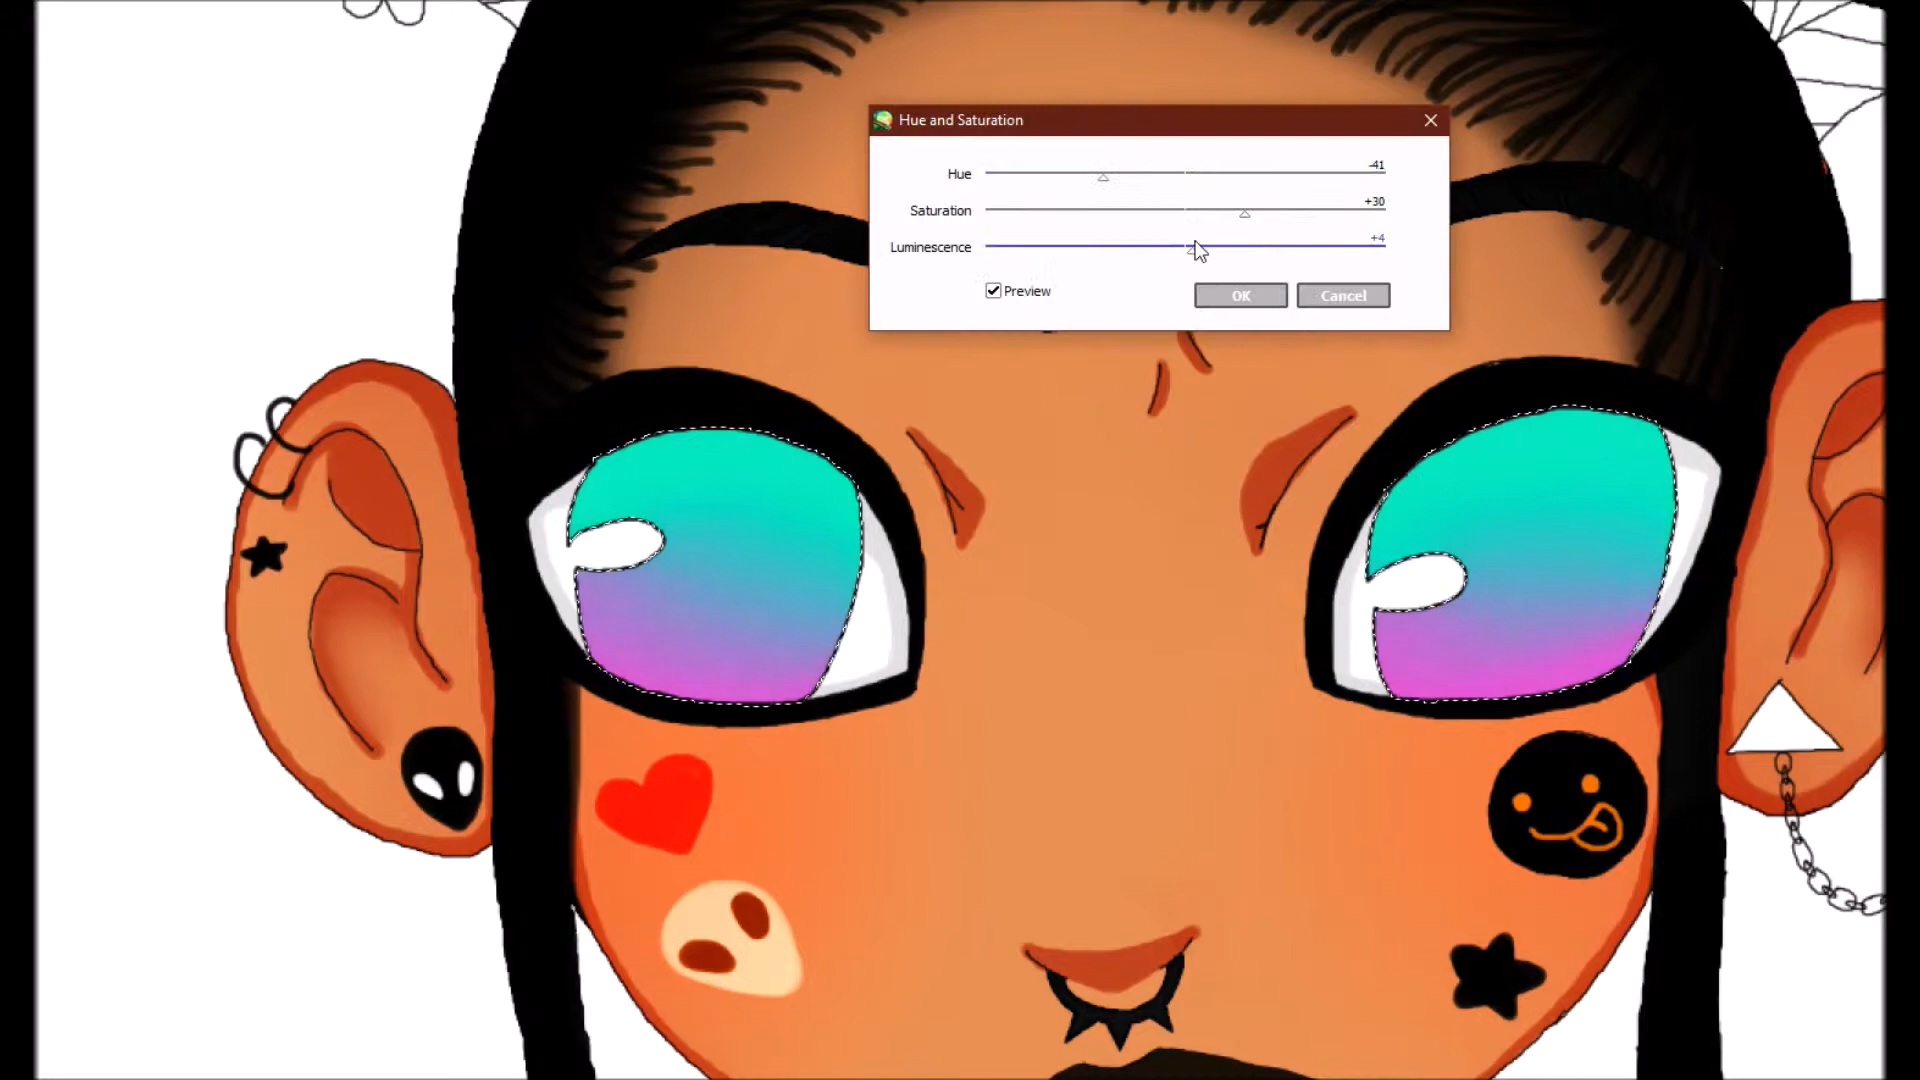 Hue and Saturation
Hue -41
Saturation +30
Luminescence +4
Preview OK Cancel